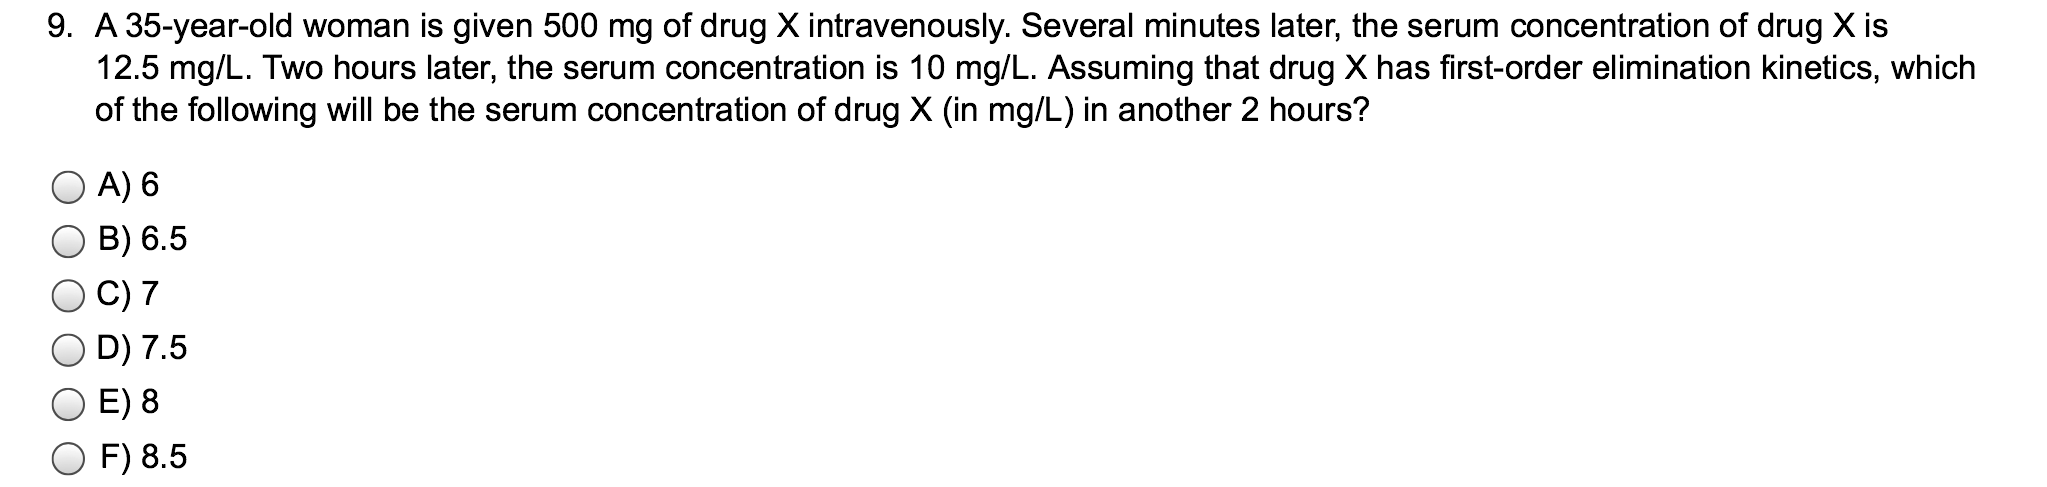 9. A 35-year-old woman is given 500 mg of drug X intravenously. Several minutes later, the serum concentration of drug X is
12.5 mg/L. Two hours later, the serum concentration is 10 mg/L. Assuming that drug X has first-order elimination kinetics, which
of the following will be the serum concentration of drug X (in mg/L) in another 2 hours?
A) 6
B) 6.5
C) 7
D) 7.5
E) 8
F) 8.5